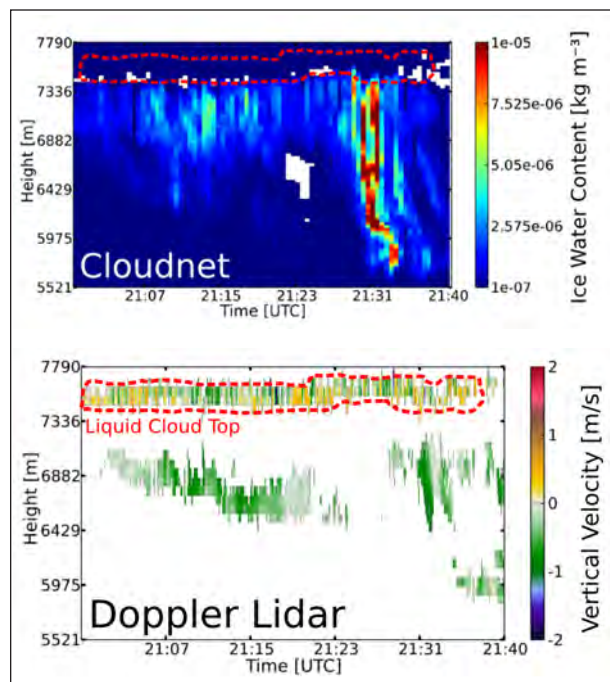 7790
7336
6882
6429
5975
5521
Height [m]
Cloudnet
21:07 21:15 21:23 21:31 21:40
Time [UTC]
1e-05
7.525e-06
5.05e-06
2.575e-06
1e-07
Ice Water Content [kg m⁻³]
7790
7336
6882
6429
5975
5521
Height [m]
Liquid Cloud Top
Doppler Lidar
21:07 21:15 21:23 21:31 21:40
Time [UTC]
2
1
0
-1
-2
Vertical Velocity [m/s]